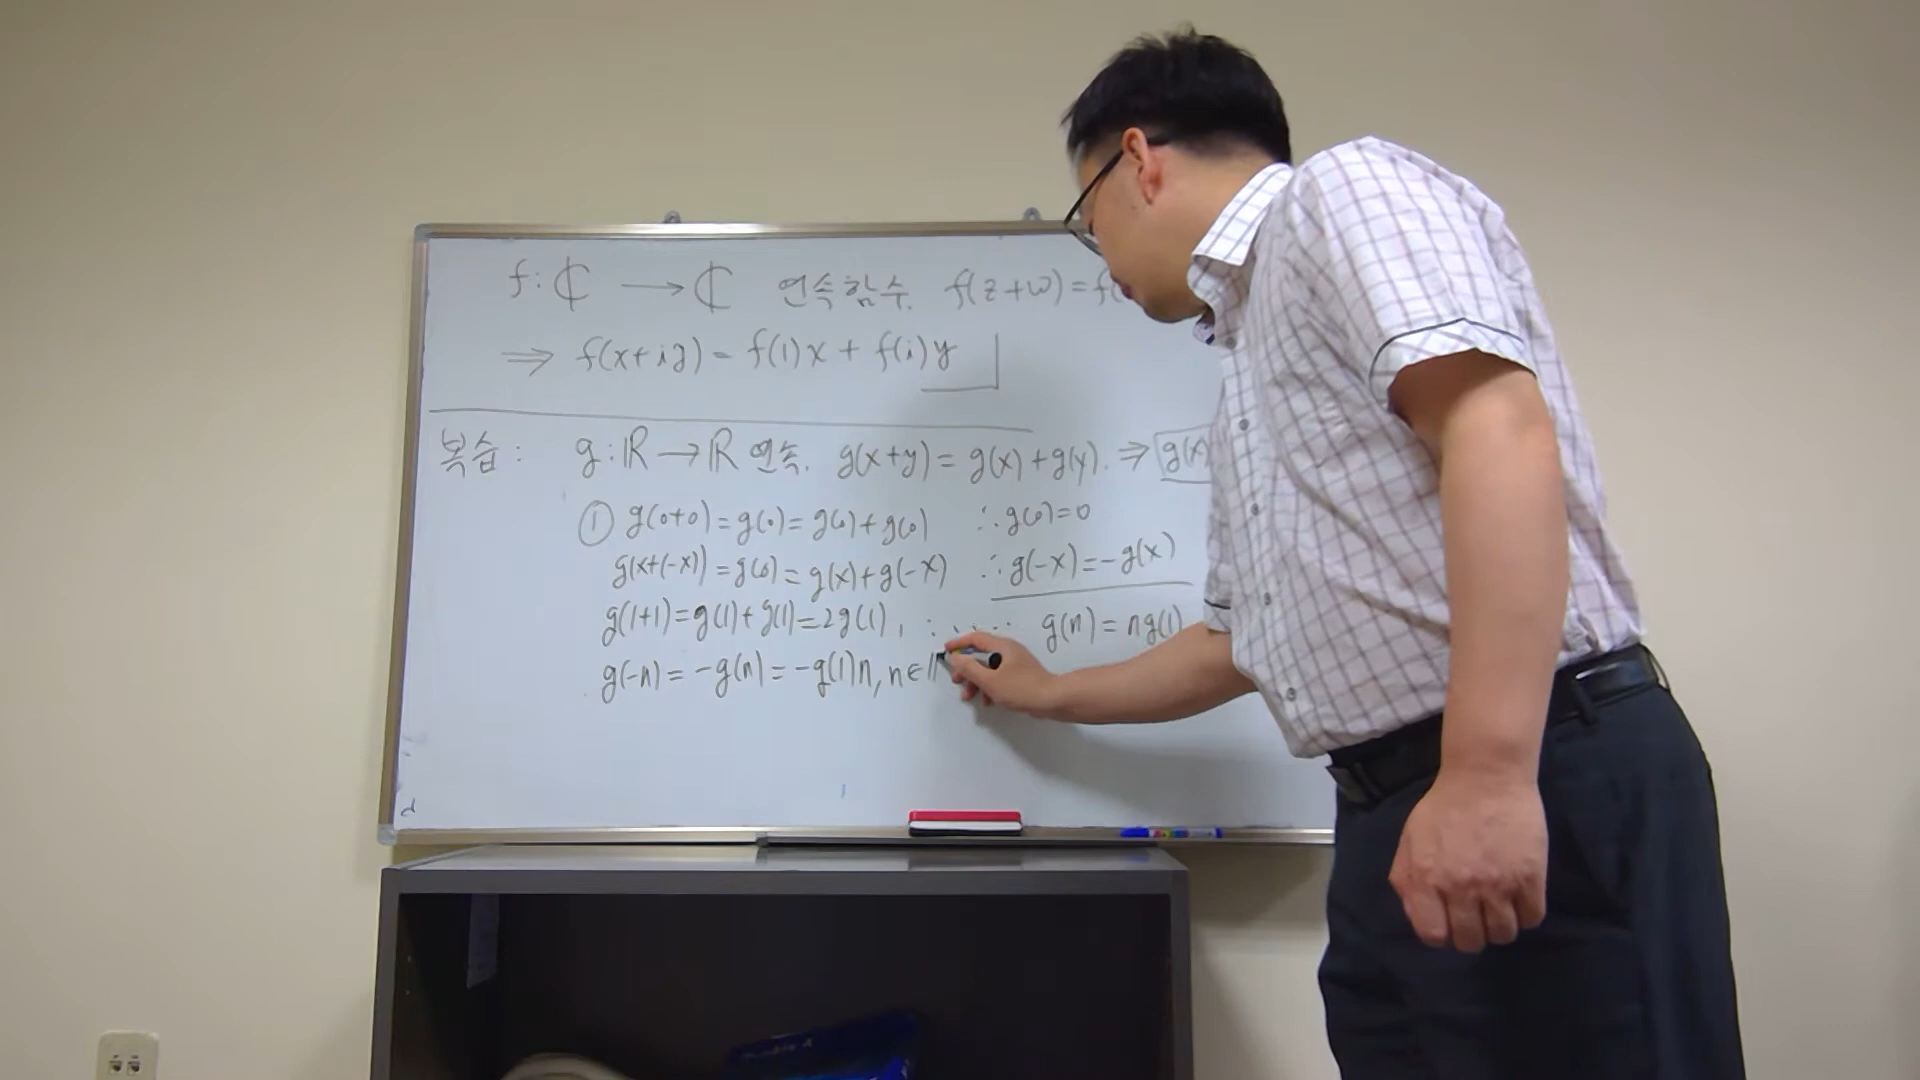 f: ℂ ⟶ ℂ 연속함수. f(z+w)=f(
⇒ f(x+iy) = f(1)x + f(i)y
복습 : g:ℝ→ℝ 연속. g(x+y)=g(x)+g(y). ⇒ g(x)
① g(0+0)=g(0)=g(0)+g(0) ∴g(0)=0
g(x+(-x))=g(0)=g(x)+g(-x) ∴g(-x)=-g(x)
g(1+1)=g(1)+g(1)=2g(1), ⋯⋯ g(n)=ng(1)
g(-n)=-g(n)=-g(1)n, n∈